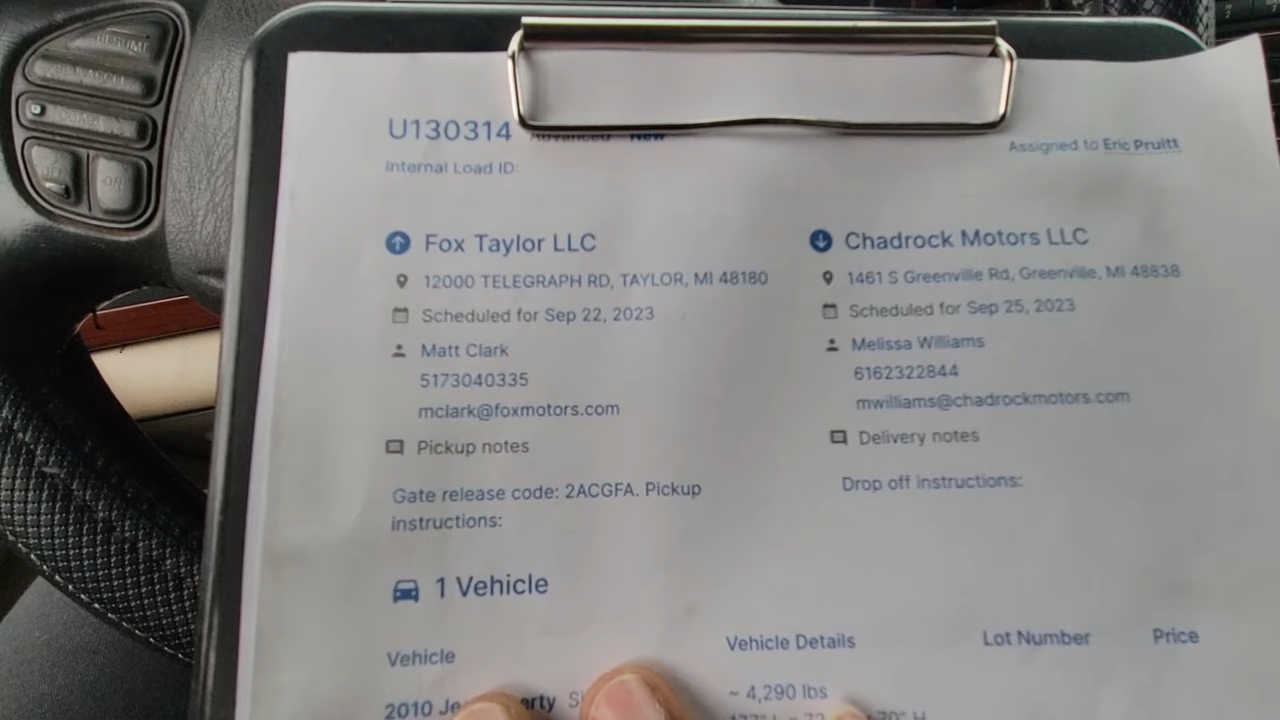 U130314 Advanced New
Assigned to Eric Pruitt
Internal Load ID:
Fox Taylor LLC
12000 TELEGRAPH RD, TAYLOR, MI 48180
Scheduled for Sep 22, 2023
Matt Clark
5173040335
mclark@foxmotors.com
Pickup notes
Gate release code: 2ACGFA. Pickup
instructions:
Chadrock Motors LLC
1461 S Greenville Rd, Greenville, MI 48838
Scheduled for Sep 25, 2023
Melissa Williams
6162322844
mwilliams@chadrockmotors.com
Delivery notes
Drop off instructions:
1 Vehicle
Vehicle Vehicle Details Lot Number Price
2010 ~ 4,290 lbs
70" H
RESUME